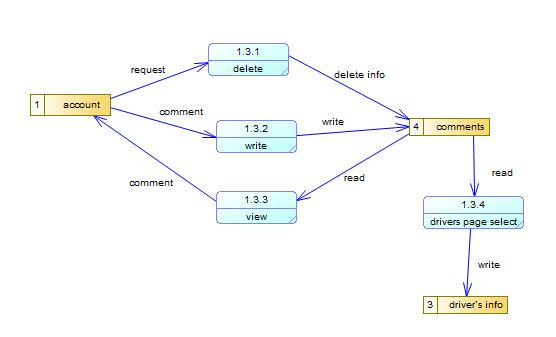 1.3.1
delete
request
delete info
1 account
comment
write
4 comments
1.3.2
write
comment
read
read
1.3.3
view
1.3.4
drivers page select
write
3 driver's info